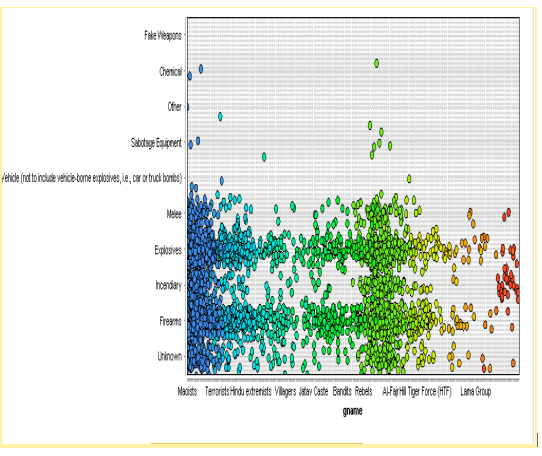 Fake Weapons
Chemical
Other
Sabotage Equipment
Vehicle (not to include vehicle-borne explosives, i.e., car or truck bombs)
Melee
Explosives
Incendiary
Firearms
Unknown
Maoists Terrorists Hindu extremists Villagers Jatav Caste Bandits Rebels Al-Fajr Hill Tiger Force (HTF) Lama Group
gname